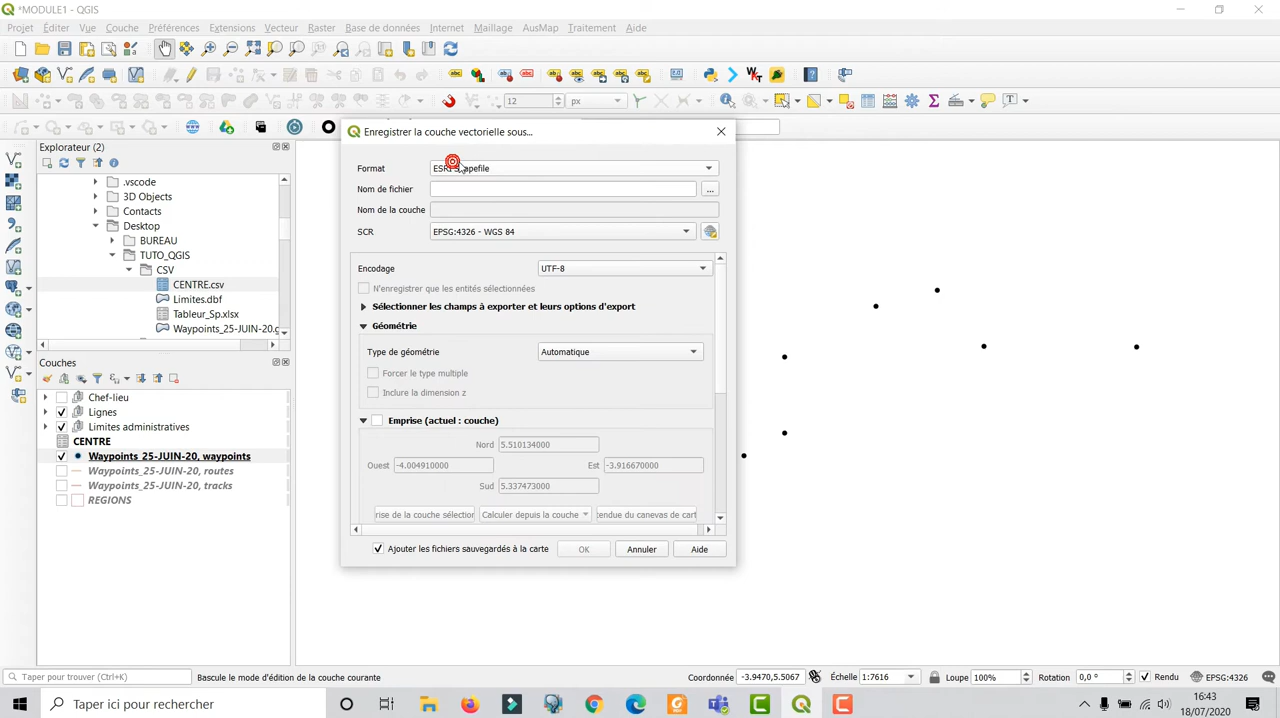 *MODULE1 - QGIS
Projet Éditer Vue Couche Préférences Extensions Vecteur Raster Base de données Internet Maillage AusMap Traitement Aide
12 px
Explorateur (2)
.vscode
3D Objects
Contacts
Desktop
BUREAU
TUTO_QGIS
CSV
CENTRE.csv
Limites.dbf
Tableur_Sp.xlsx
Waypoints_25-JUIN-20.g
Couches
Chef-lieu
Lignes
Limites administratives
CENTRE
Waypoints_25-JUIN-20, waypoints
Waypoints_25-JUIN-20, routes
Waypoints_25-JUIN-20, tracks
REGIONS
Enregistrer la couche vectorielle sous...
Format ESRI Shapefile
Nom de fichier ...
Nom de la couche
SCR EPSG:4326 - WGS 84
Encodage UTF-8
N'enregistrer que les entités sélectionnées
Sélectionner les champs à exporter et leurs options d'export
Géométrie
Type de géométrie Automatique
Forcer le type multiple
Inclure la dimension z
Emprise (actuel : couche)
Nord 5.510134000
Ouest -4.004910000 Est -3.916670000
Sud 5.337473000
rise de la couche sélection Calculer depuis la couche tendue du canevas de cart
Ajouter les fichiers sauvegardés à la carte OK Annuler Aide
Taper pour trouver (Ctrl+K) Bascule le mode d'édition de la couche courante Coordonnée -3.9470,5.5067 Échelle 1:7616 Loupe 100% Rotation 0,0 ° Rendu EPSG:4326
Taper ici pour rechercher 16:43
18/07/2020